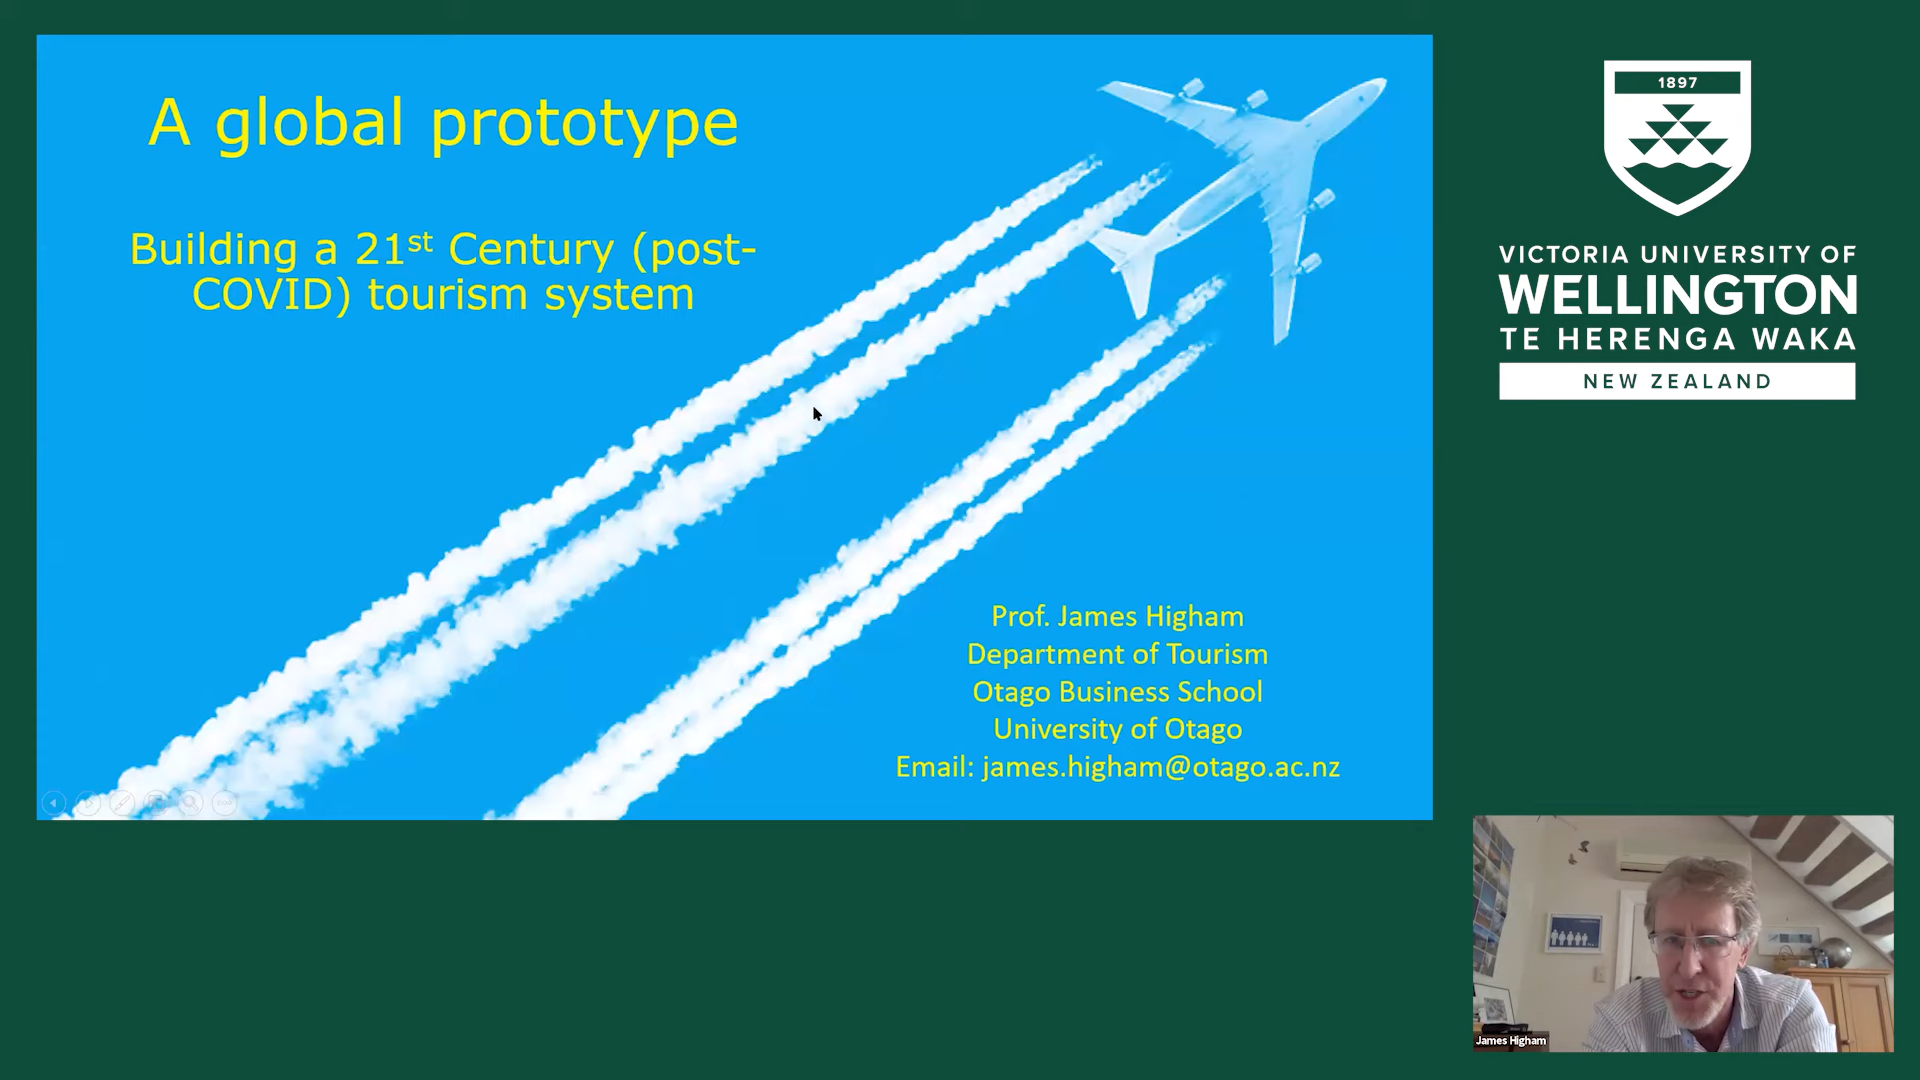 A global prototype
Building a 21st Century (post-
COVID) tourism system
Prof. James Higham
Department of Tourism
Otago Business School
University of Otago
Email: james.higham@otago.ac.nz
1897
VICTORIA UNIVERSITY OF
WELLINGTON
TE HERENGA WAKA
NEW ZEALAND
James Higham